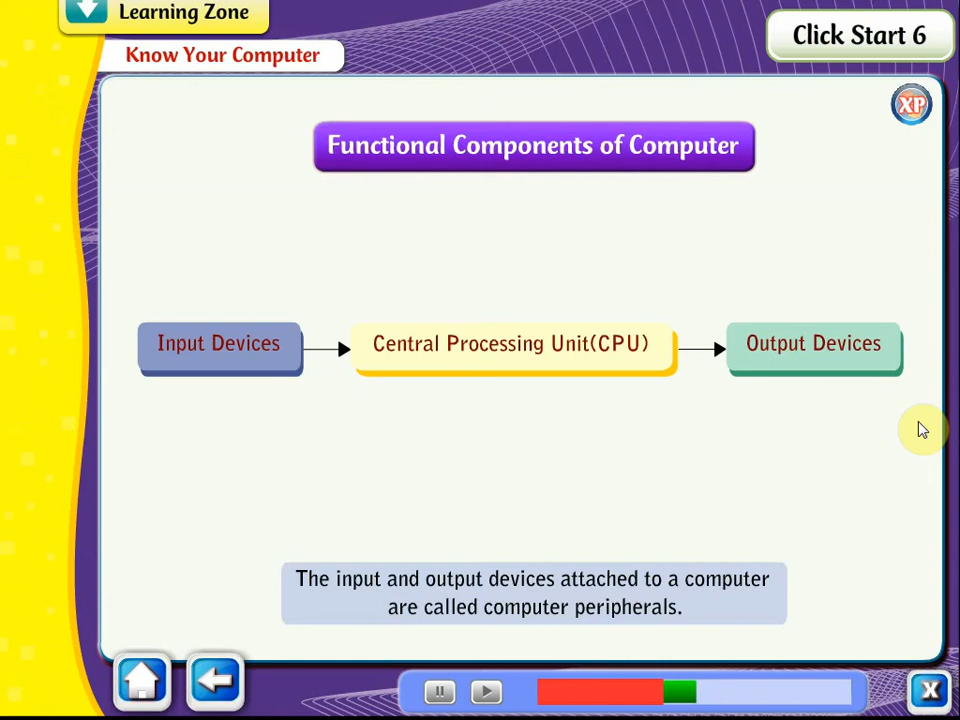 Learning Zone
Click Start 6
Know Your Computer
XP
Functional Components of Computer
Input Devices
Central Processing Unit(CPU)
Output Devices
The input and output devices attached to a computer
are called computer peripherals.
X